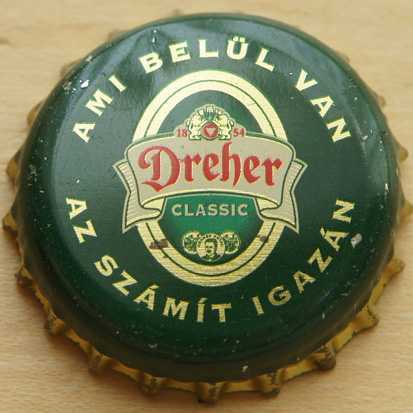 AMI BELÜL VAN
18 54
Dreher
CLASSIC
AZ SZÁMÍT IGAZÁN